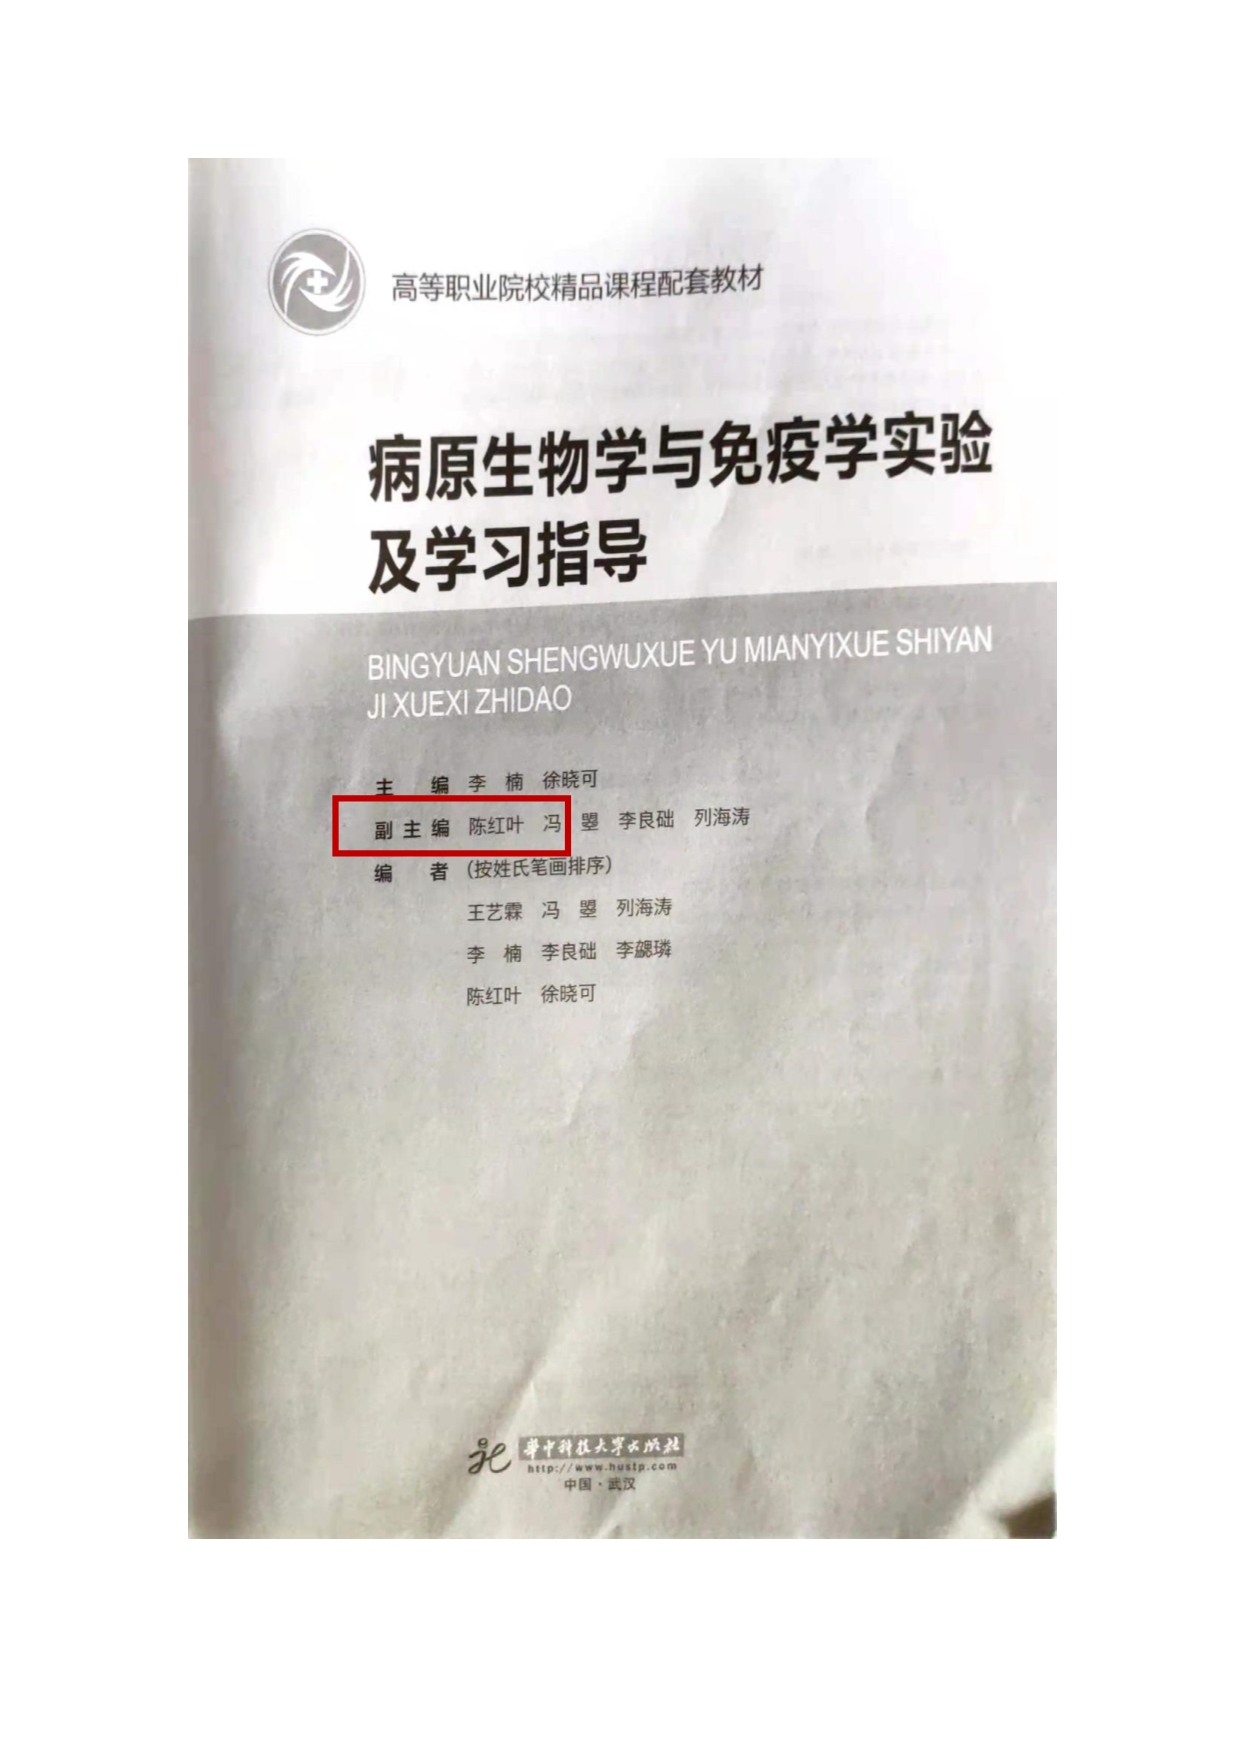 高等职业院校精品课程配套教材
病原生物学与免疫学实验
及学习指导
BINGYUAN SHENGWUXUE YU MIANYIXUE SHIYAN
JI XUEXI ZHIDAO
主 编 李 楠 徐晓可
副主编 陈红叶 冯 曌 李良础 列海涛
编 者 (按姓氏笔画排序)
王艺霖 冯 曌 列海涛
李 楠 李良础 李勰璘
陈红叶 徐晓可
华中科技大学出版社
http://www.hustp.com
中国·武汉